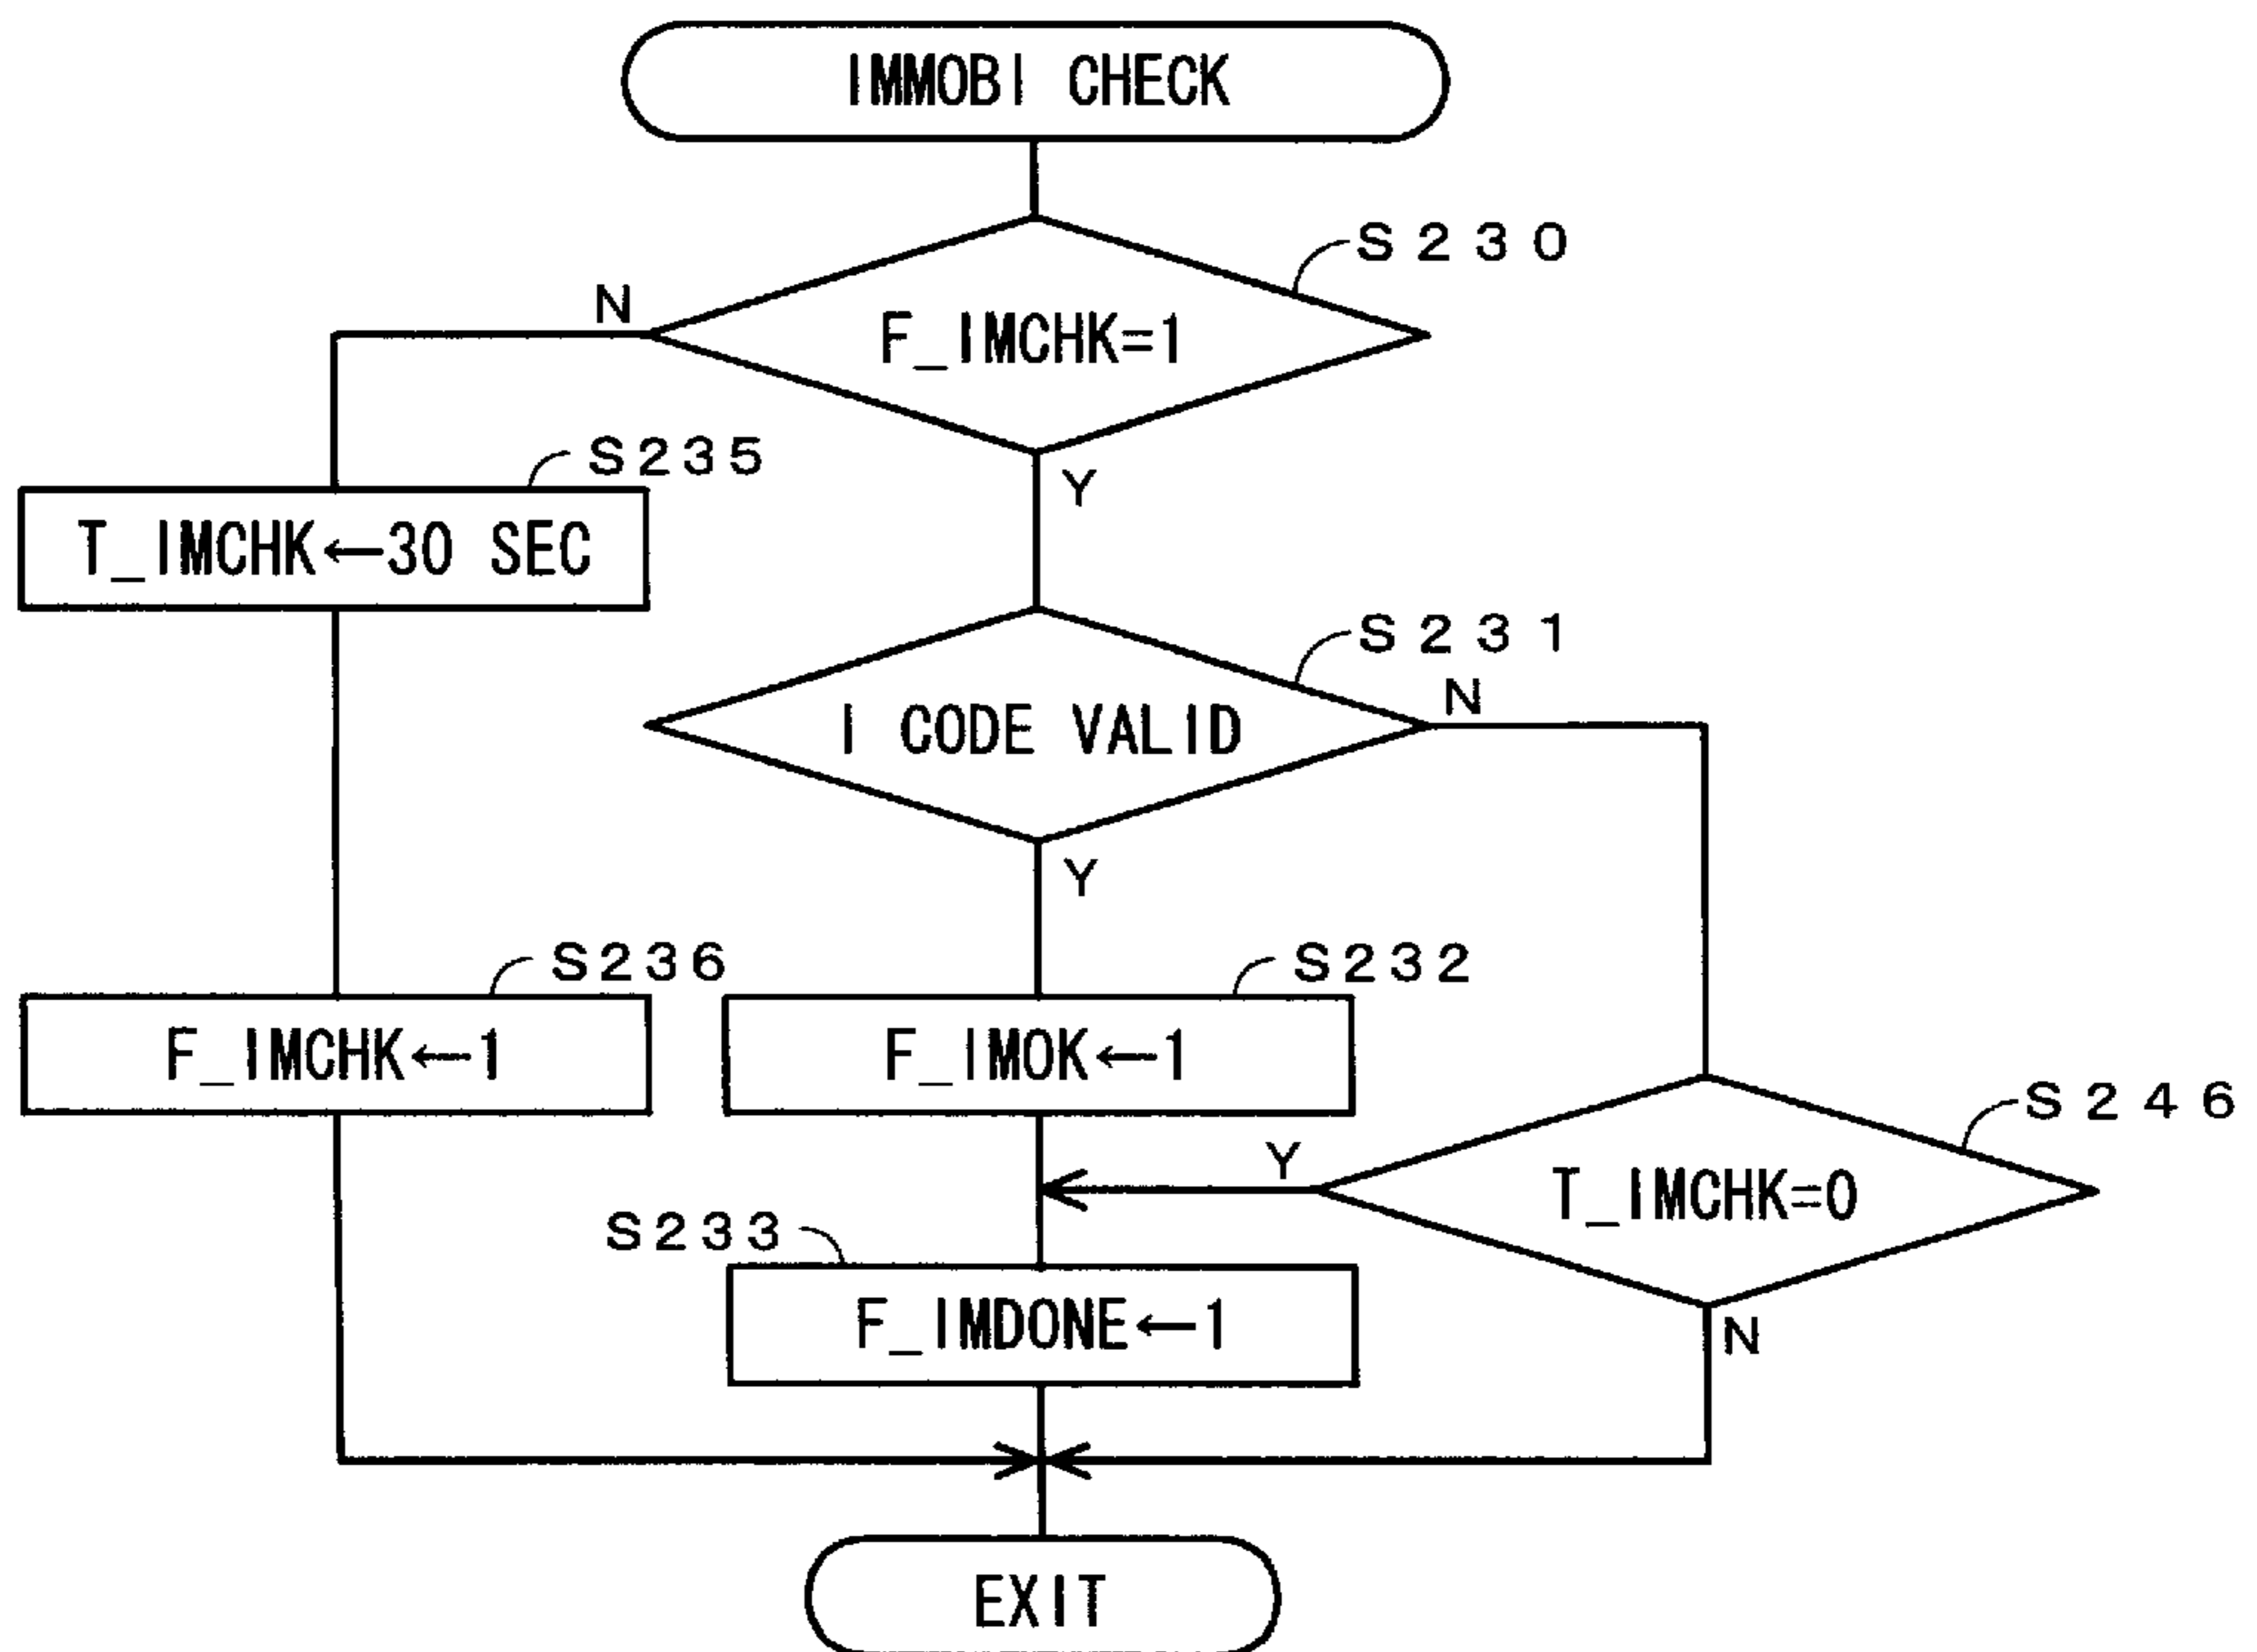 IMMOBI CHECK
S230
N
F_IMCHK=1
S235
Y
T_IMCHK←30 SEC
S231
N
I CODE VALID
Y
S236
S232
F_IMCHK←1
F_IMOK←1
S246
Y
T_IMCHK=0
S233
F_IMDONE←1
N
EXIT